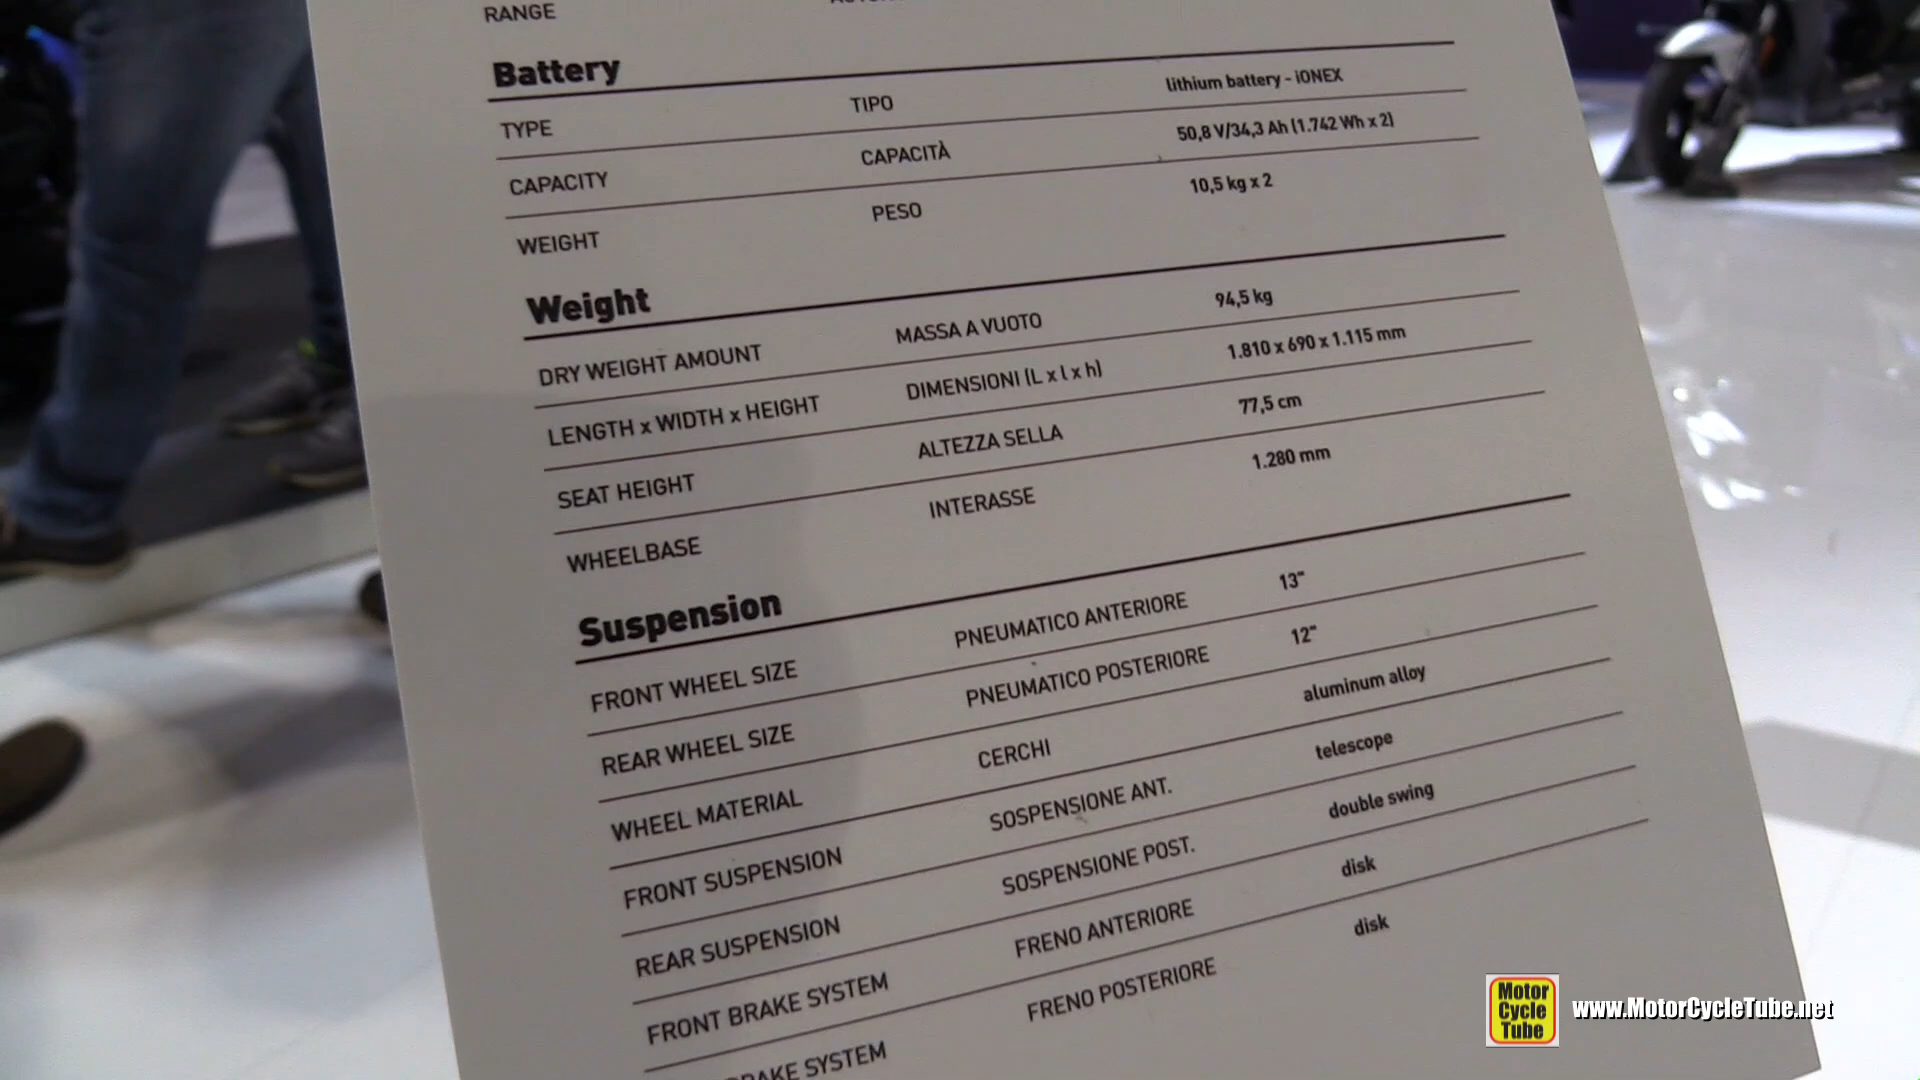 RANGE
Battery
TYPE TIPO lithium battery - iONEX
CAPACITY CAPACITÀ 50,8 V/34,3 Ah (1.742 Wh x 2)
WEIGHT PESO 10,5 kg x 2
Weight
DRY WEIGHT AMOUNT MASSA A VUOTO 94,5 kg
LENGTH x WIDTH x HEIGHT DIMENSIONI (L x l x h) 1.810 x 690 x 1.115 mm
SEAT HEIGHT ALTEZZA SELLA 77,5 cm
WHEELBASE INTERASSE 1.280 mm
Suspension
FRONT WHEEL SIZE PNEUMATICO ANTERIORE 13"
REAR WHEEL SIZE PNEUMATICO POSTERIORE 12"
WHEEL MATERIAL CERCHI aluminum alloy
FRONT SUSPENSION SOSPENSIONE ANT. telescope
REAR SUSPENSION SOSPENSIONE POST. double swing
FRONT BRAKE SYSTEM FRENO ANTERIORE disk
BRAKE SYSTEM FRENO POSTERIORE disk
Motor
Cycle
Tube
www.MotorCycleTube.net